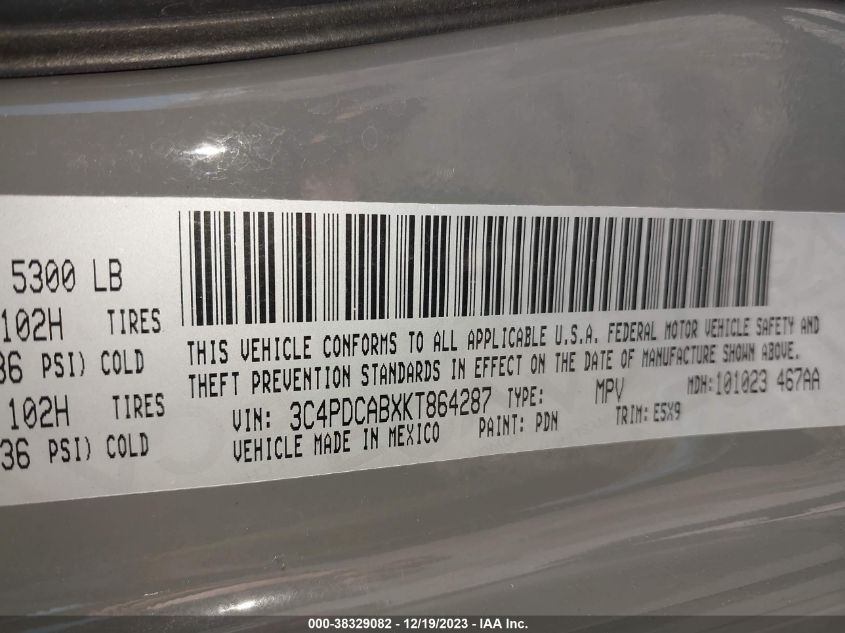 5300 LB
102H TIRES
36 PSI) COLD
102H TIRES
36 PSI) COLD
THIS VEHICLE CONFORMS TO ALL APPLICABLE U.S.A. FEDERAL MOTOR VEHICLE SAFETY AND
THEFT PREVENTION STANDARDS IN EFFECT ON THE DATE OF MANUFACTURE SHOWN ABOVE.
VIN: 3C4PDCABXKT864287 TYPE: MPV MDH:101023 467AA
VEHICLE MADE IN MEXICO PAINT: PDN TRIM: E5X9
000-38329082 - 12/19/2023 - IAA Inc.